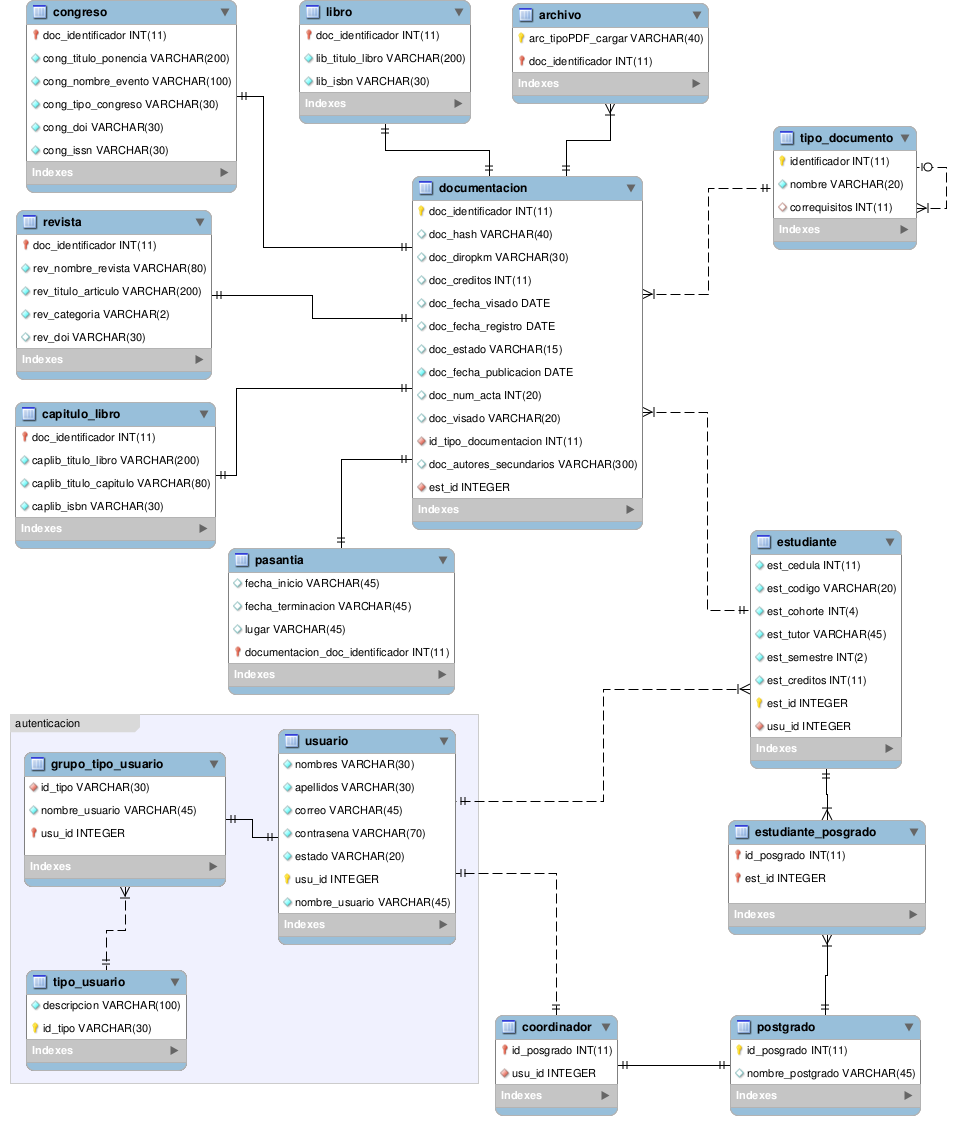 congreso
doc_identificador INT(11)
cong_titulo_ponencia VARCHAR(200)
cong_nombre_evento VARCHAR(100)
cong_tipo_congreso VARCHAR(30)
cong_doi VARCHAR(30)
cong_issn VARCHAR(30)
Indexes
libro
doc_identificador INT(11)
lib_titulo_libro VARCHAR(200)
lib_isbn VARCHAR(30)
Indexes
archivo
arc_tipoPDF_cargar VARCHAR(40)
doc_identificador INT(11)
Indexes
tipo_documento
identificador INT(11)
nombre VARCHAR(20)
correquisitos INT(11)
Indexes
documentacion
doc_identificador INT(11)
doc_hash VARCHAR(40)
doc_diropkm VARCHAR(30)
doc_creditos INT(11)
doc_fecha_visado DATE
doc_fecha_registro DATE
doc_estado VARCHAR(15)
doc_fecha_publicacion DATE
doc_num_acta INT(20)
doc_visado VARCHAR(20)
id_tipo_documentacion INT(11)
doc_autores_secundarios VARCHAR(300)
est_id INTEGER
Indexes
revista
doc_identificador INT(11)
rev_nombre_revista VARCHAR(80)
rev_titulo_articulo VARCHAR(200)
rev_categoria VARCHAR(2)
rev_doi VARCHAR(30)
Indexes
capitulo_libro
doc_identificador INT(11)
caplib_titulo_libro VARCHAR(200)
caplib_titulo_capitulo VARCHAR(80)
caplib_isbn VARCHAR(30)
Indexes
pasantia
fecha_inicio VARCHAR(45)
fecha_terminacion VARCHAR(45)
lugar VARCHAR(45)
documentacion_doc_identificador INT(11)
Indexes
estudiante
est_cedula INT(11)
est_codigo VARCHAR(20)
est_cohorte INT(4)
est_tutor VARCHAR(45)
est_semestre INT(2)
est_creditos INT(11)
est_id INTEGER
usu_id INTEGER
Indexes
autenticacion
grupo_tipo_usuario
id_tipo VARCHAR(30)
nombre_usuario VARCHAR(45)
usu_id INTEGER
Indexes
usuario
nombres VARCHAR(30)
apellidos VARCHAR(30)
correo VARCHAR(45)
contrasena VARCHAR(70)
estado VARCHAR(20)
usu_id INTEGER
nombre_usuario VARCHAR(45)
Indexes
estudiante_posgrado
id_posgrado INT(11)
est_id INTEGER
Indexes
tipo_usuario
descripcion VARCHAR(100)
id_tipo VARCHAR(30)
Indexes
coordinador
id_posgrado INT(11)
usu_id INTEGER
Indexes
postgrado
id_posgrado INT(11)
nombre_postgrado VARCHAR(45)
Indexes